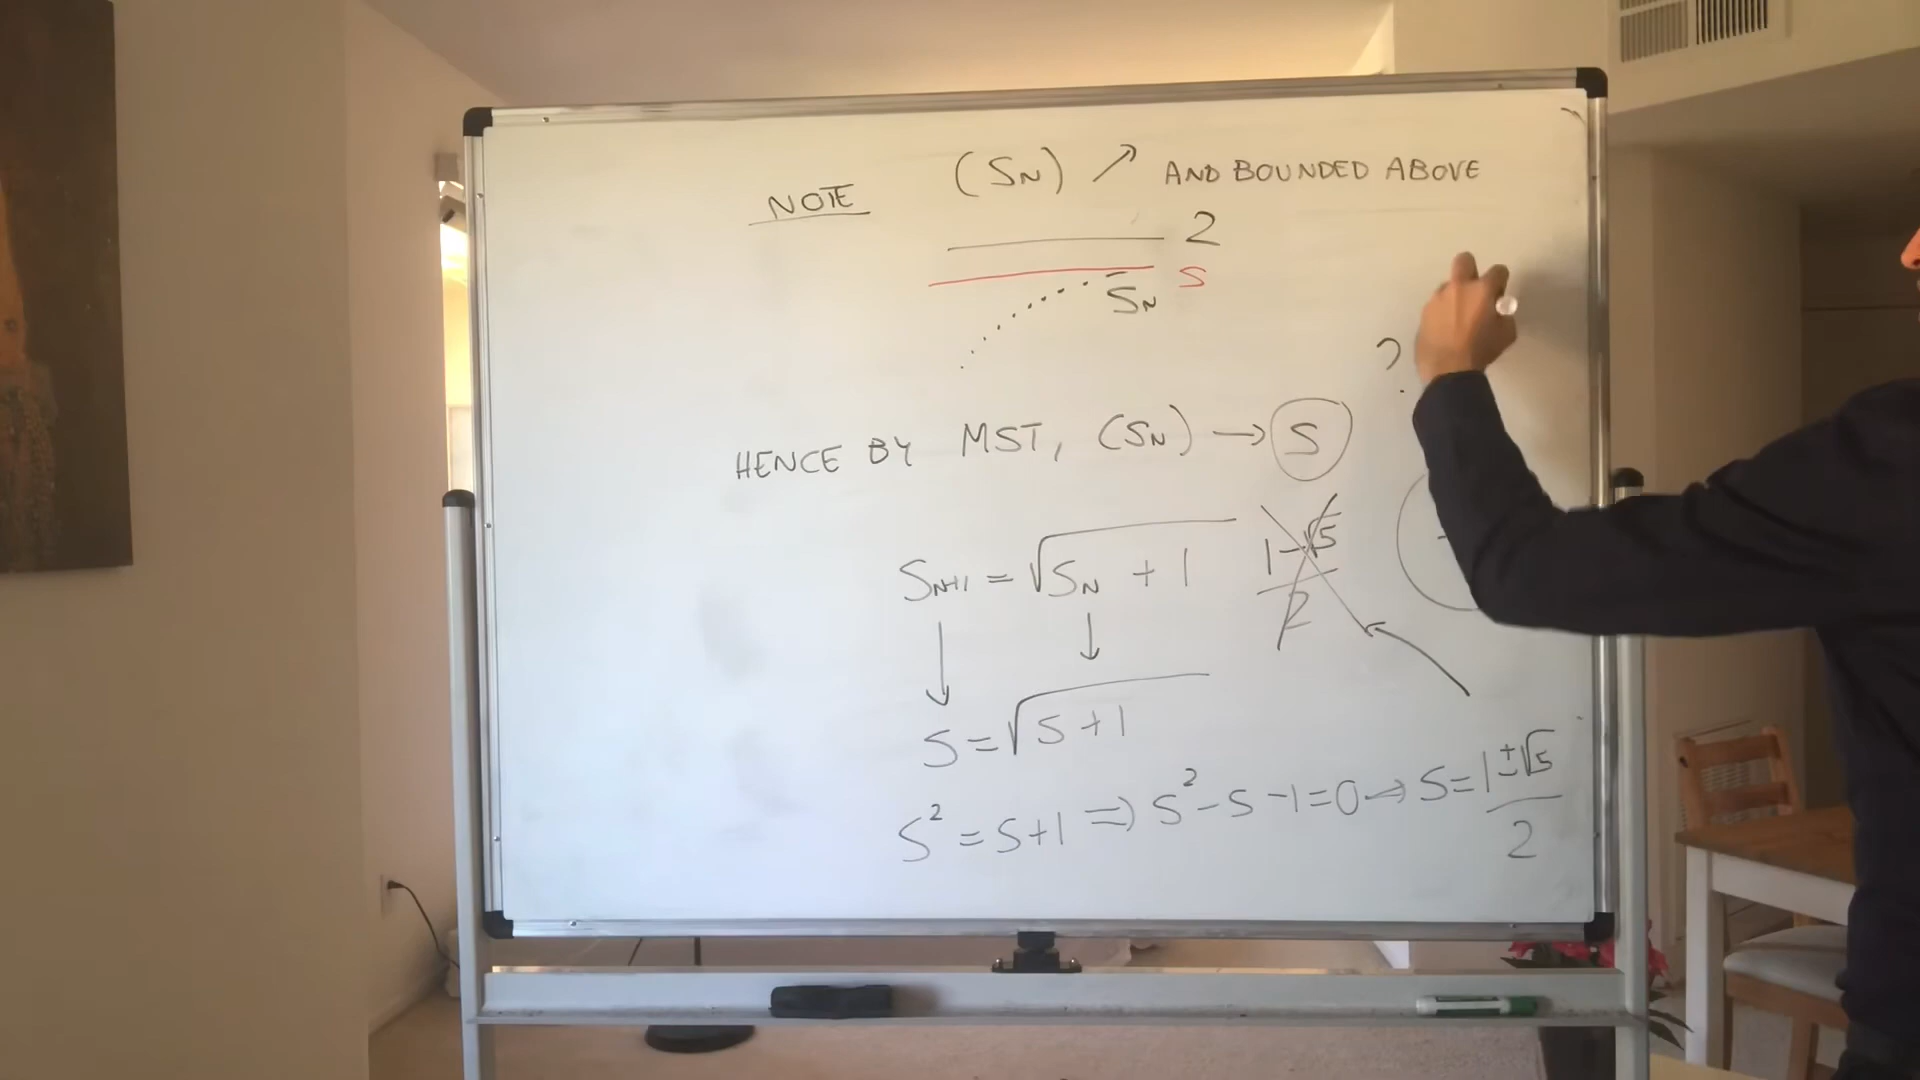 NOTE (SN) ↗ AND BOUNDED ABOVE
2
S
SN
?
HENCE BY MST, (SN) → S
SN+1 = √SN + 1
1-√5
2
S = √S + 1
S² = S+1 ⇒ S² - S - 1 = 0 → S = 1±√5
2